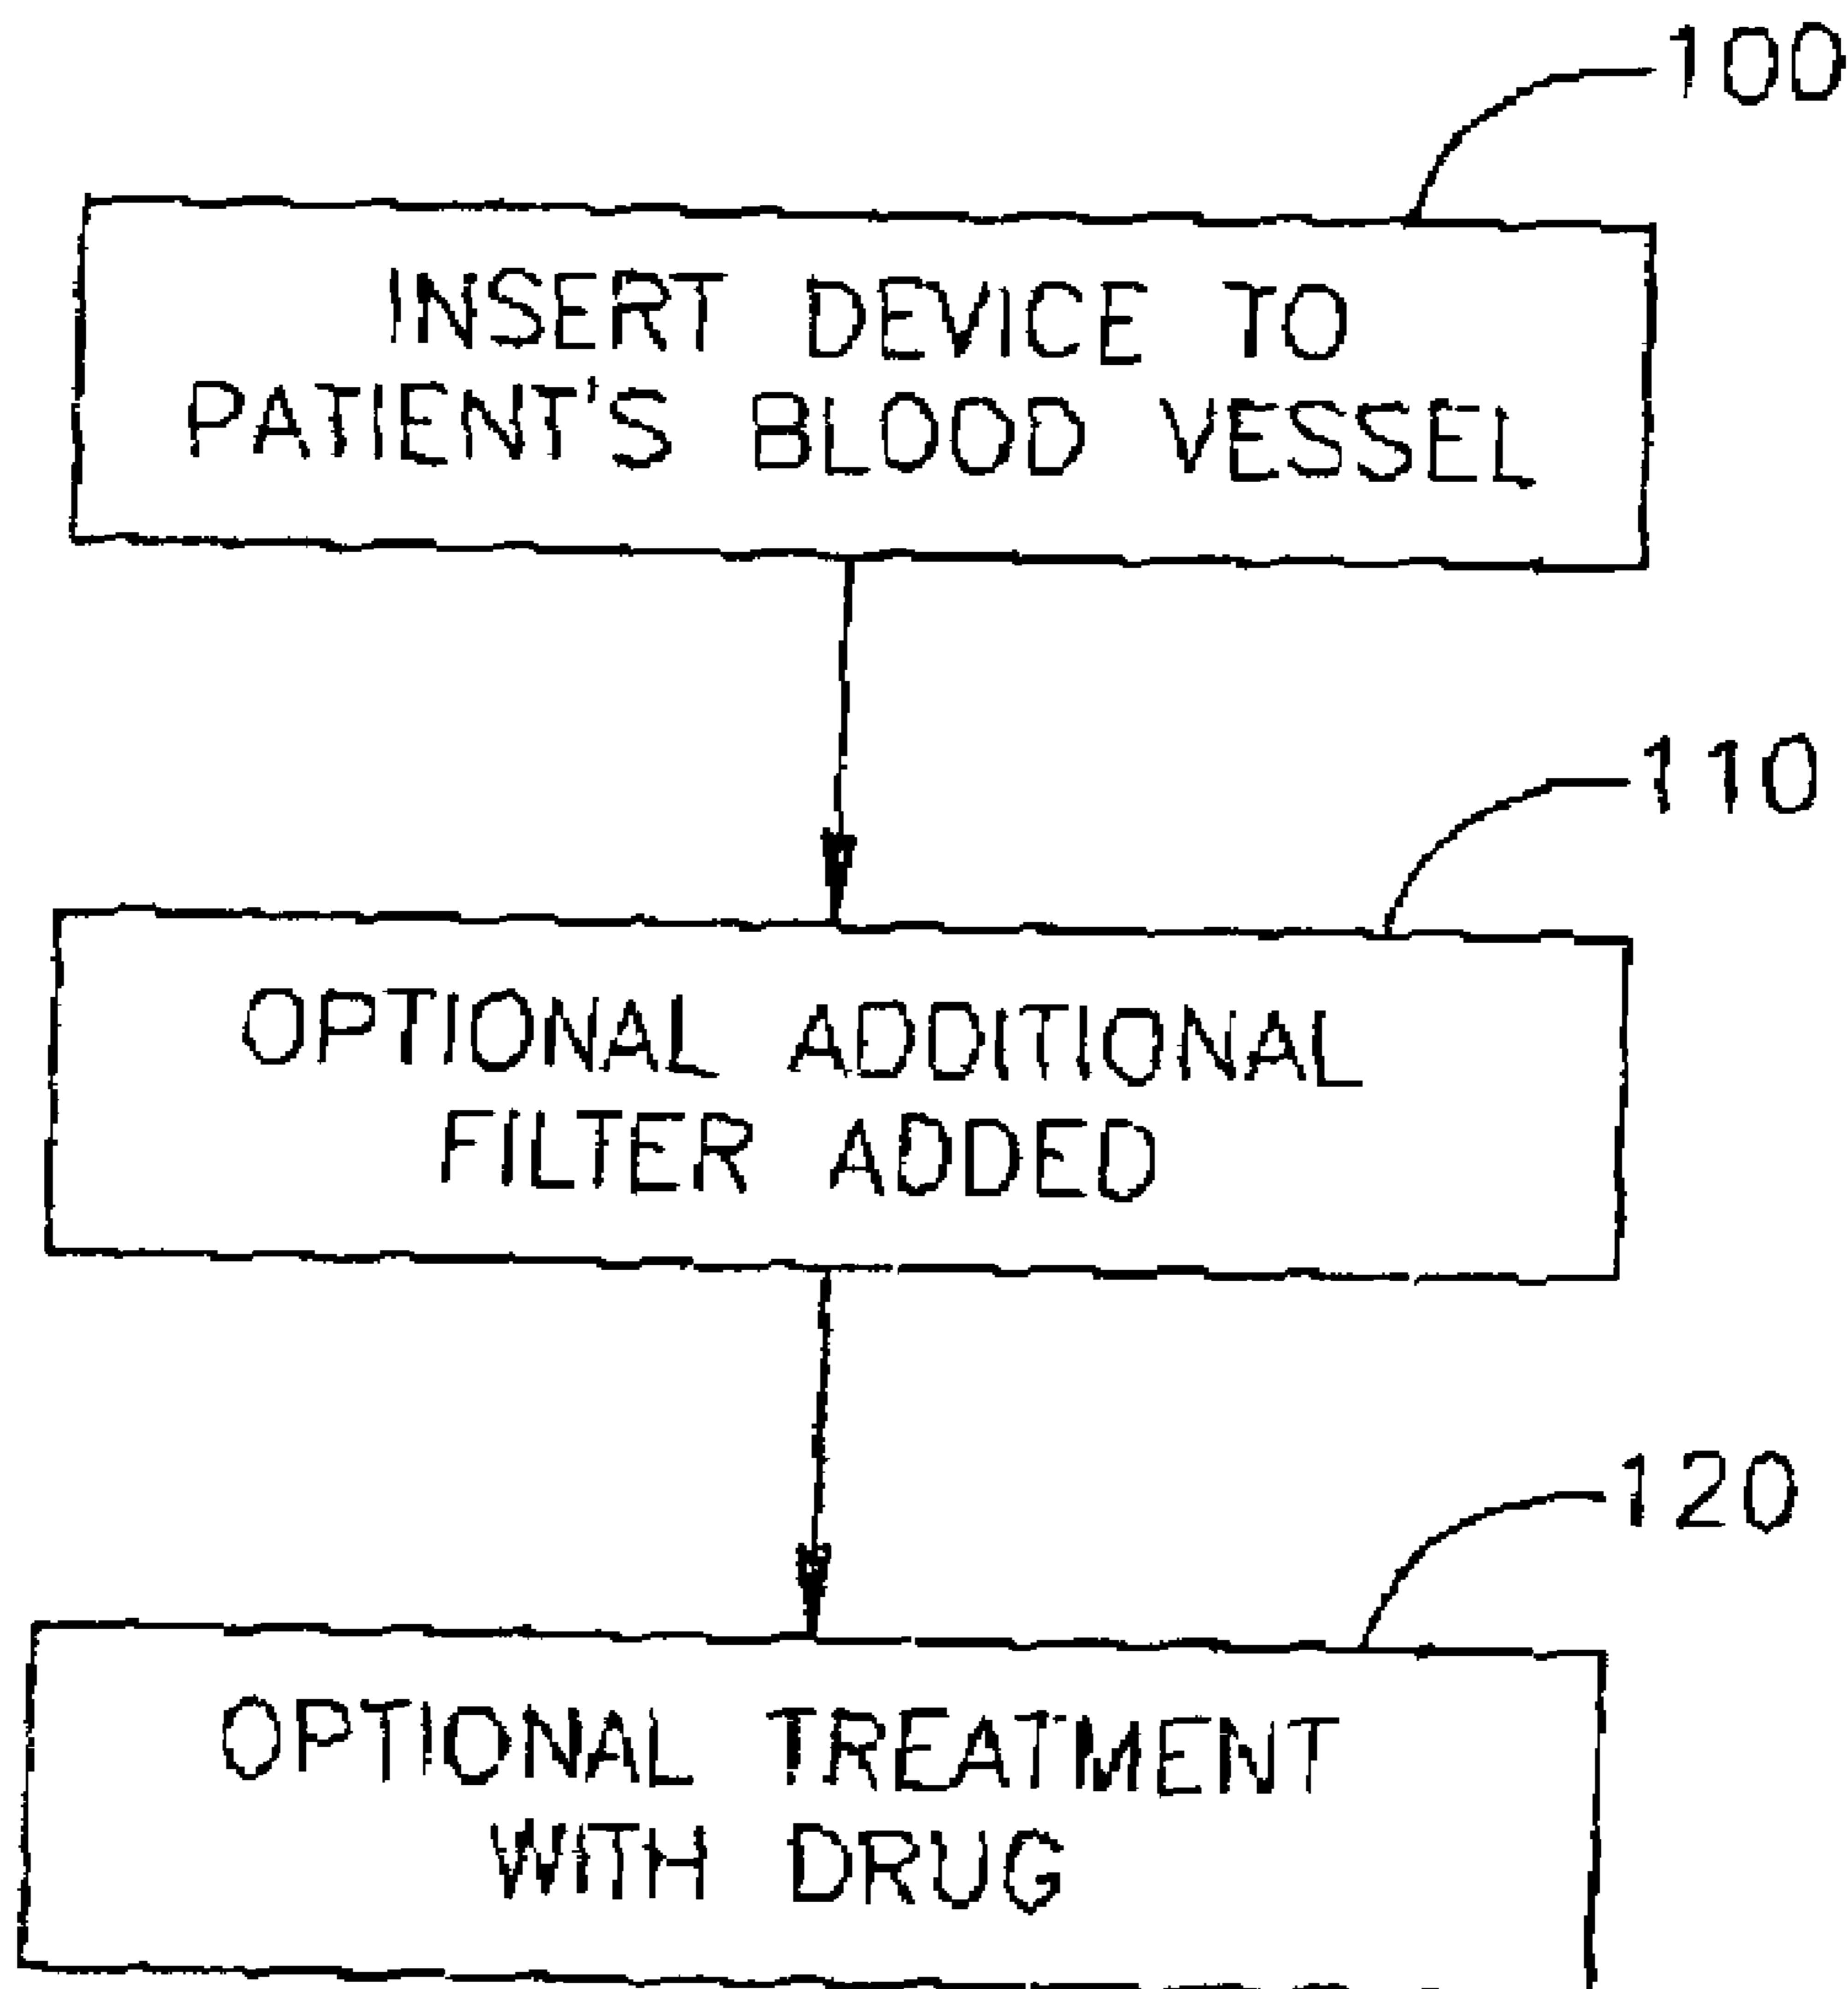 100
INSERT DEVICE TO
PATIENT'S BLOOD VESSEL
110
OPTIONAL ADDITIONAL
FILTER ADDED
120
OPTIONAL TREATMENT
WITH DRUG